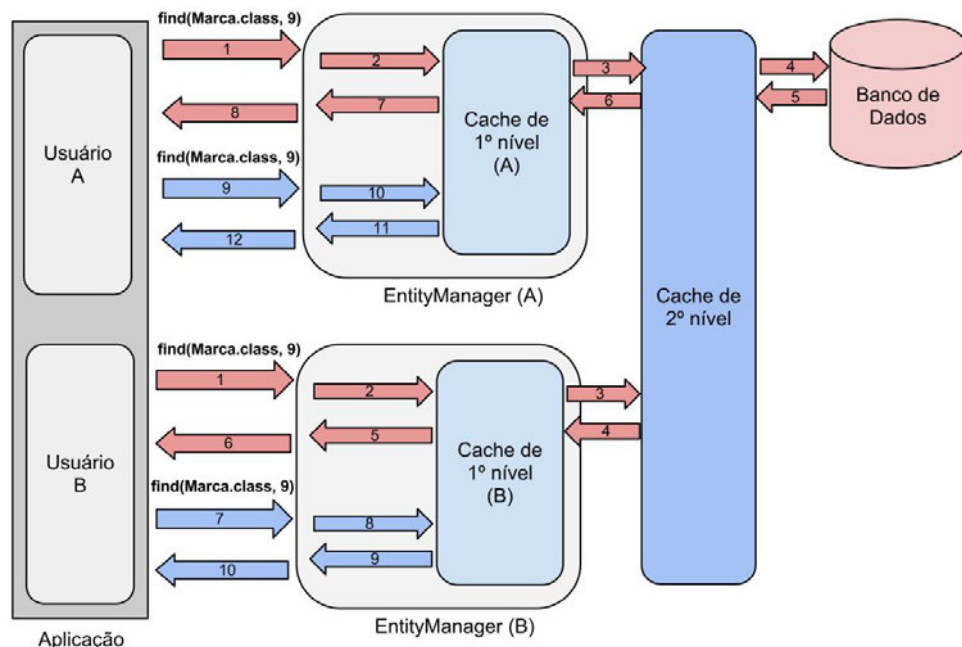 find(Marca.class, 9)
1
2
3
4
5
6
7
8
Usuário
A
Cache de
1º nível
(A)
Banco de
Dados
find(Marca.class, 9)
9
10
11
12
EntityManager (A)
Cache de
2º nível
find(Marca.class, 9)
1
2
3
4
5
6
Usuário
B
Cache de
1º nível
(B)
find(Marca.class, 9)
7
8
9
10
EntityManager (B)
Aplicação